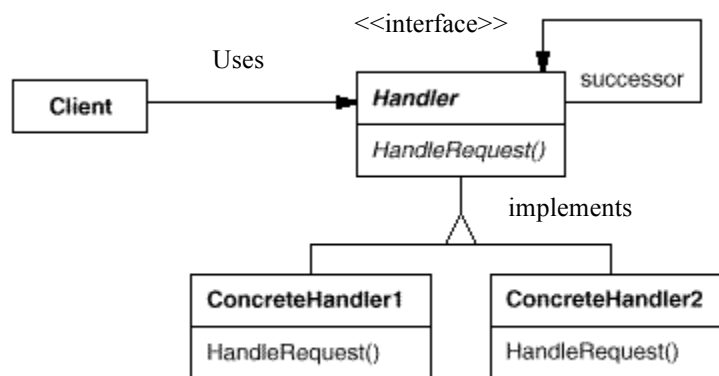 <<interface>>
Uses
successor
Client
Handler
HandleRequest()
implements
ConcreteHandler1
HandleRequest()
ConcreteHandler2
HandleRequest()